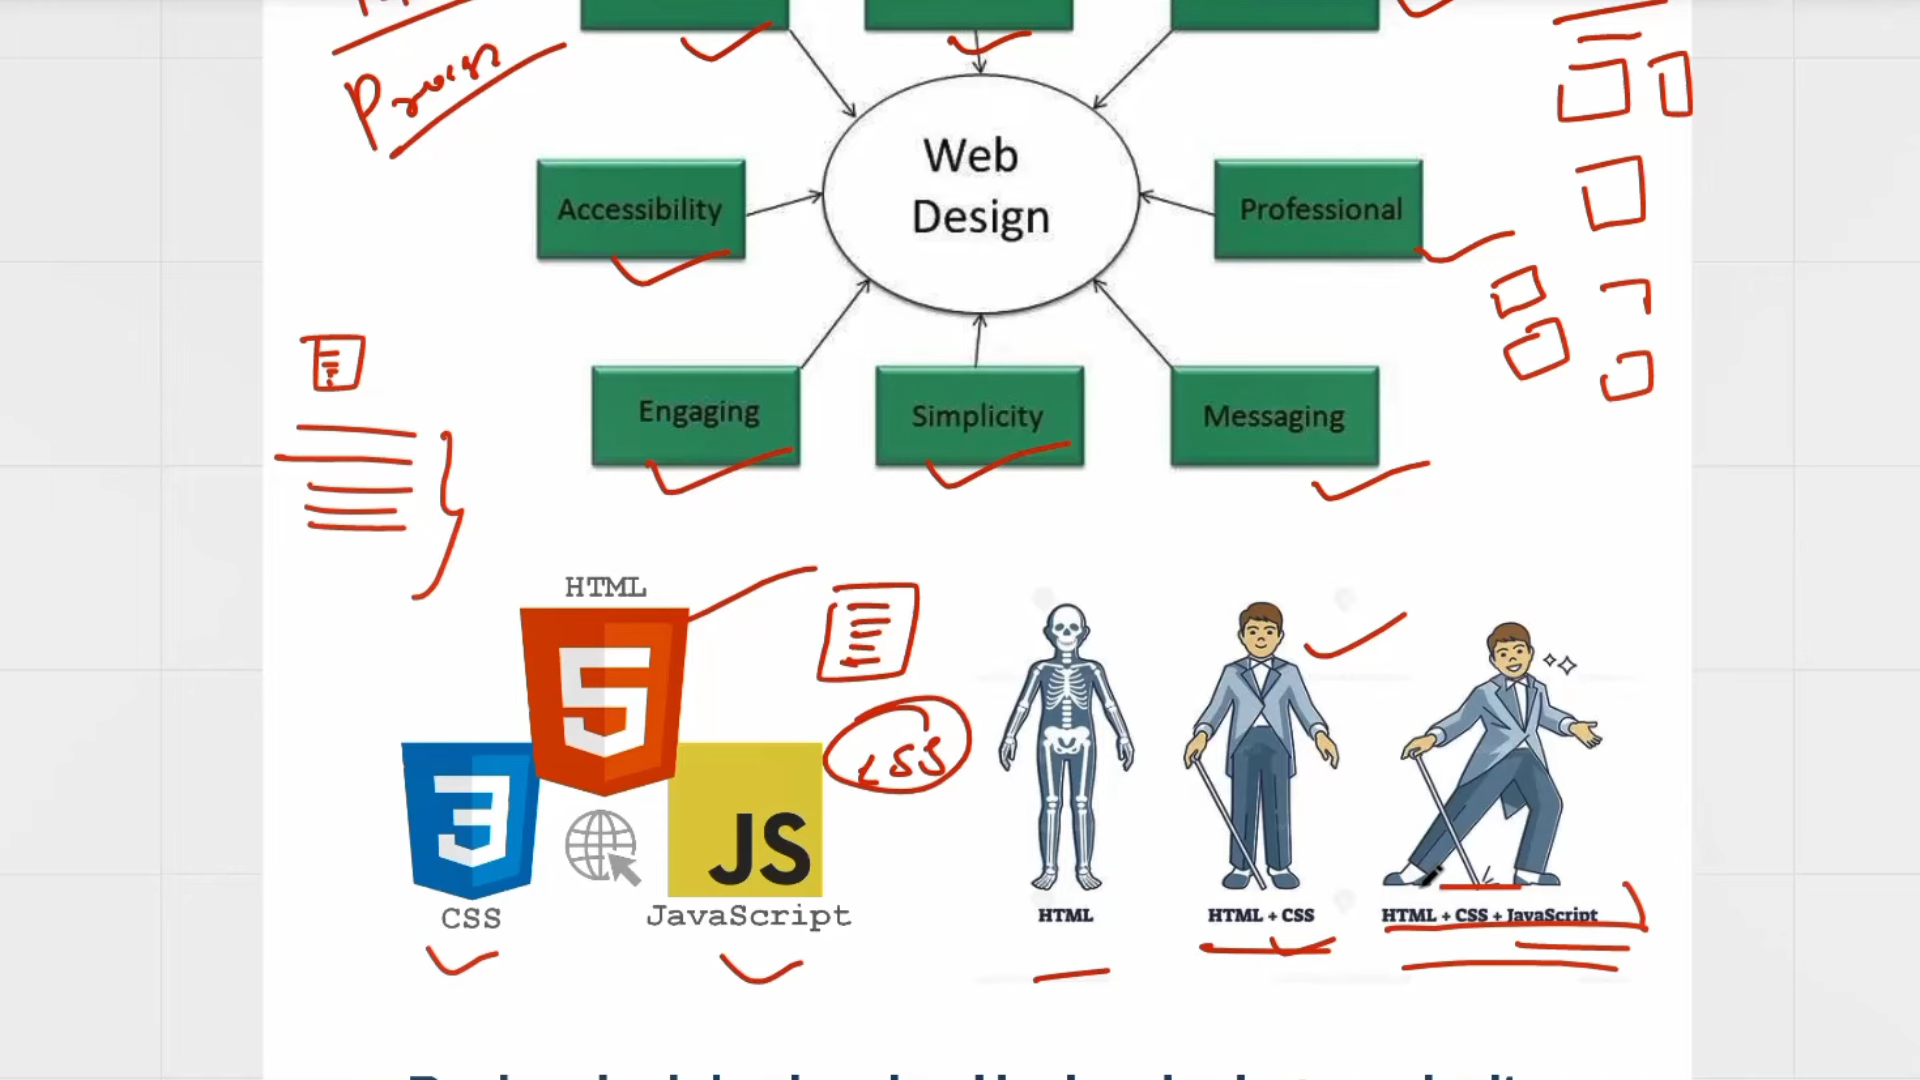 Web
Design
Accessibility
Professional
Engaging
Simplicity
Messaging
HTML
5
3
JS
CSS
JavaScript
CSS
HTML
HTML + CSS
HTML + CSS + JavaScript